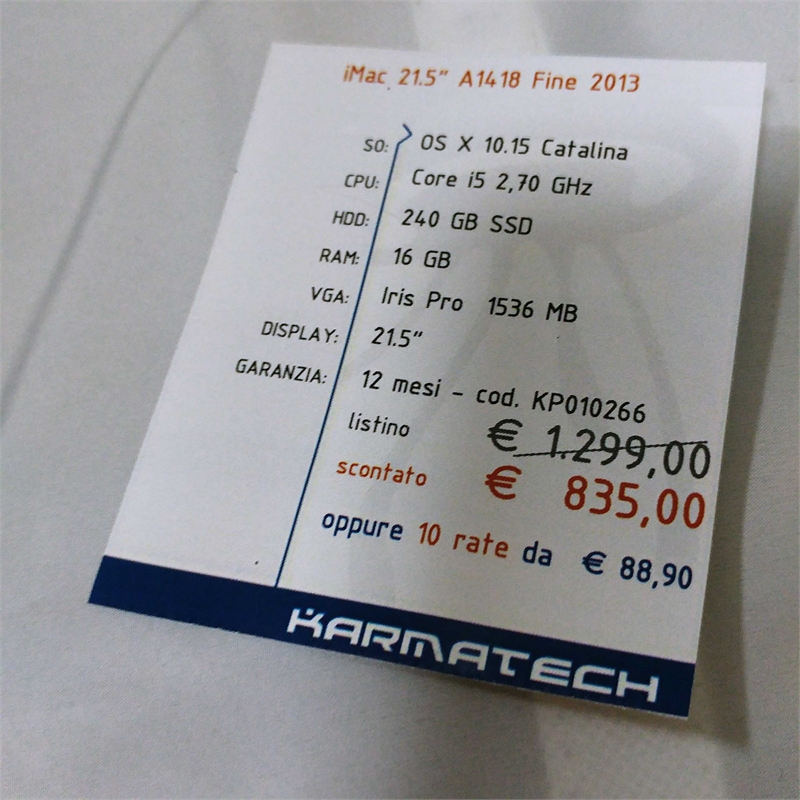 iMac 21.5" A1418 Fine 2013
SO: OS X 10.15 Catalina
CPU: Core i5 2,70 GHz
HDD: 240 GB SSD
RAM: 16 GB
VGA: Iris Pro 1536 MB
DISPLAY: 21.5"
GARANZIA: 12 mesi - cod. KP010266
listino € 1.299,00
scontato € 835,00
oppure 10 rate da € 88,90
KARMATECH